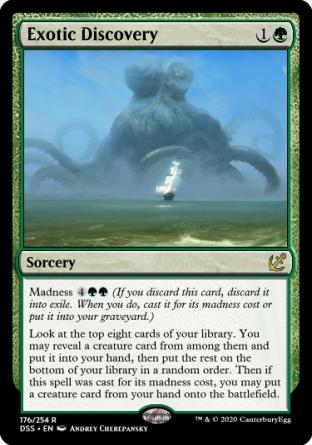 Exotic Discovery 1
Sorcery
Madness 4 (If you discard this card, discard it
into exile. When you do, cast it for its madness cost or
put it into your graveyard.)
Look at the top eight cards of your library. You
may reveal a creature card from among them and
put it into your hand, then put the rest on the
bottom of your library in a random order. Then if
this spell was cast for its madness cost, you may put
a creature card from your hand onto the battlefield.
176/254 R
DSS • EN Andrey Cherepansky
™ & © 2020 CanterburyEgg